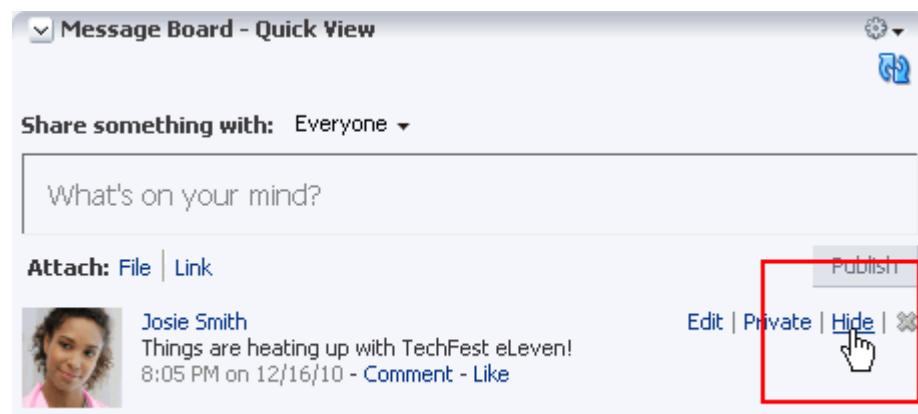 Message Board - Quick View
Share something with: Everyone
What's on your mind?
Attach: File | Link
Publish
Josie Smith
Edit | Private | Hide |
Things are heating up with TechFest eLeven!
8:05 PM on 12/16/10 - Comment - Like